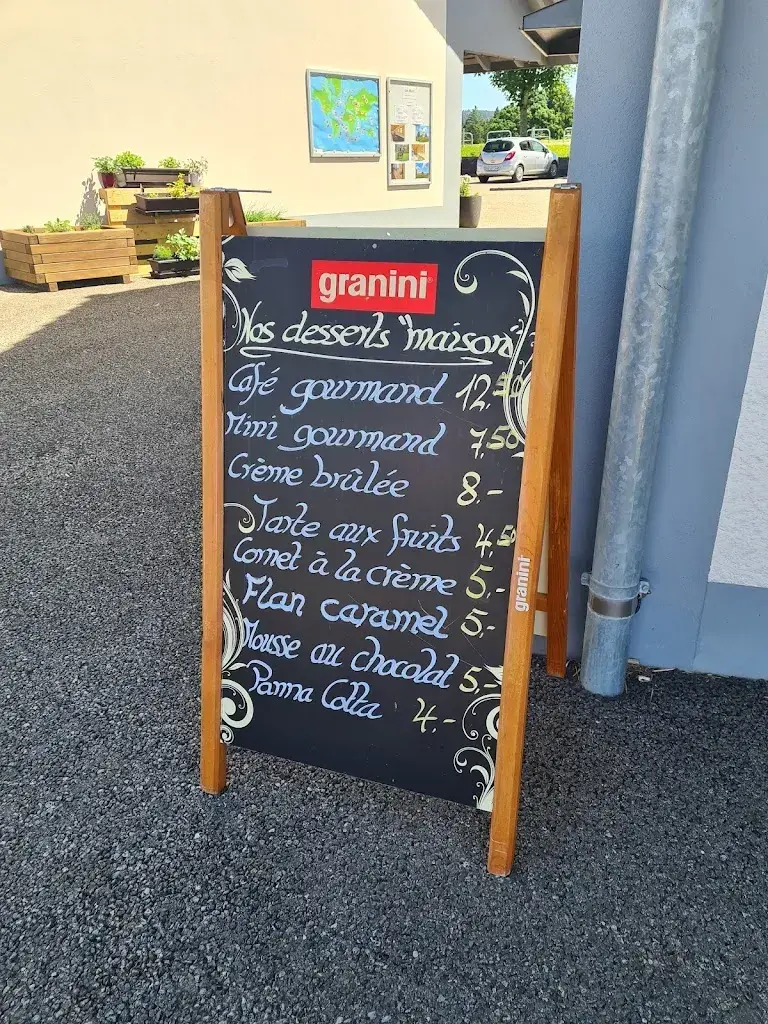 granini
Nos desserts "maison"
Café gourmand 12,50
Mini gourmand 7,50
Crème brûlée 8,-
Tarte aux fruits 4,50
Cornet à la crème 5,-
Flan caramel 5,-
Mousse au chocolat 5,-
Panna Cotta 4,-
granini